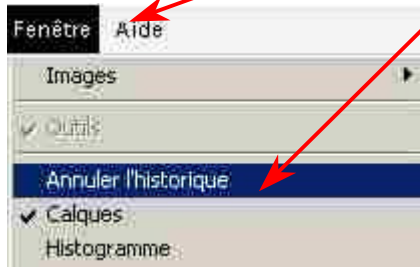 Fenêtre Aide
Images
Outils
Annuler l'historique
Calques
Histogramme